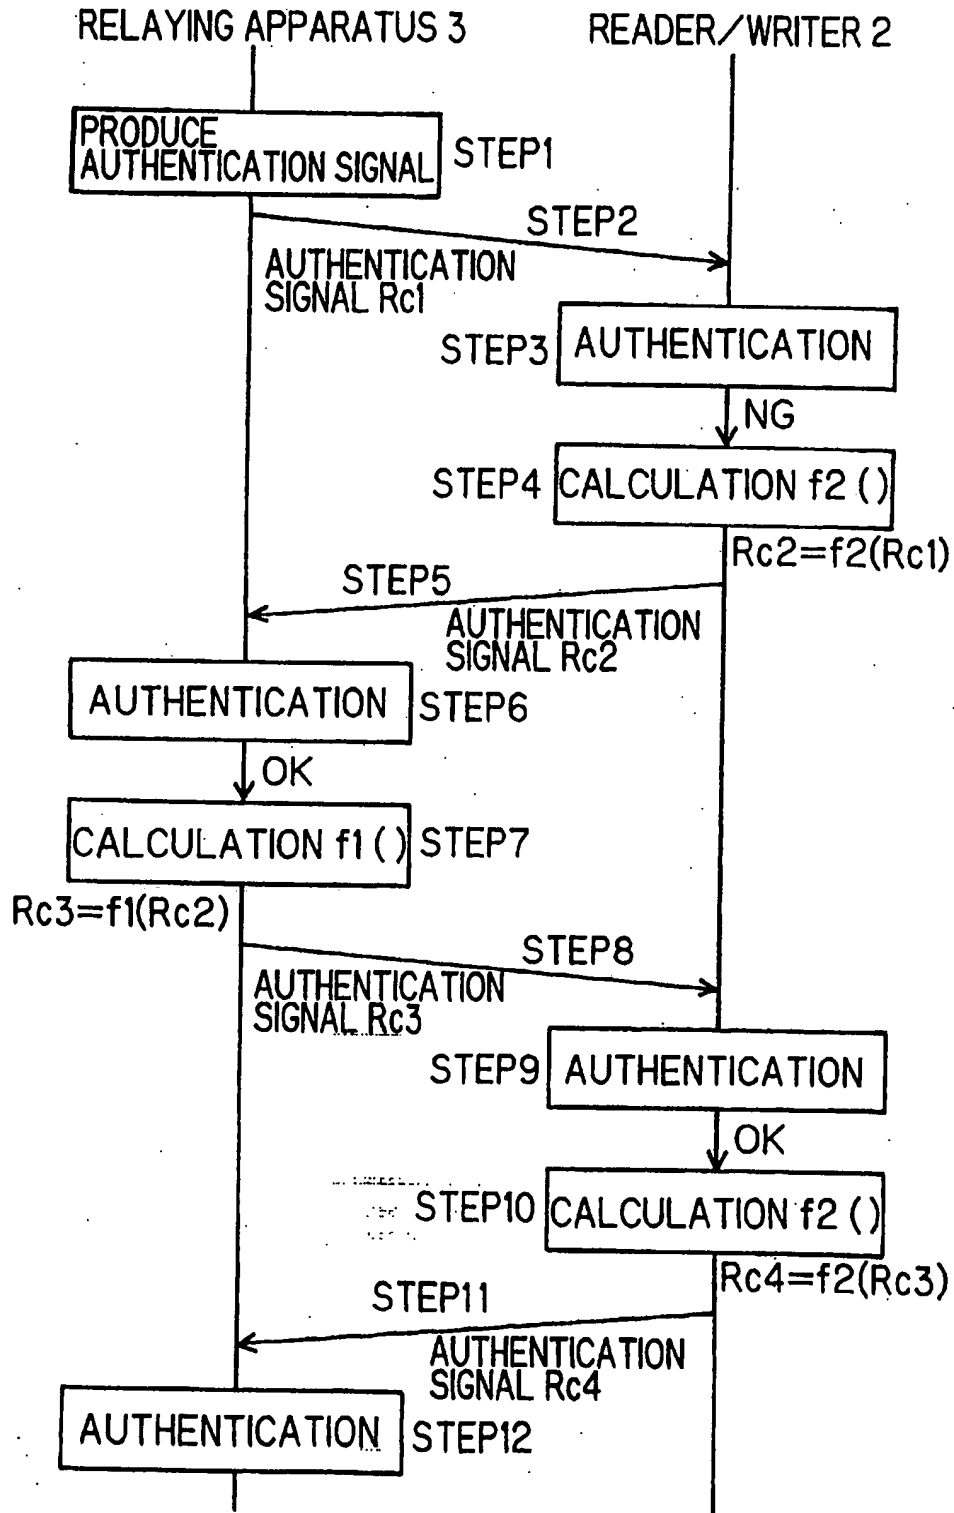 RELAYING APPARATUS 3
READER/WRITER 2
PRODUCE
AUTHENTICATION SIGNAL
STEP1
STEP2
AUTHENTICATION
SIGNAL Rc1
STEP3
AUTHENTICATION
NG
STEP4
CALCULATION f2 ( )
Rc2=f2(Rc1)
STEP5
AUTHENTICATION
SIGNAL Rc2
AUTHENTICATION
STEP6
OK
CALCULATION f1 ( )
STEP7
Rc3=f1(Rc2)
STEP8
AUTHENTICATION
SIGNAL Rc3
STEP9
AUTHENTICATION
OK
STEP10
CALCULATION f2 ( )
Rc4=f2(Rc3)
STEP11
AUTHENTICATION
SIGNAL Rc4
AUTHENTICATION
STEP12